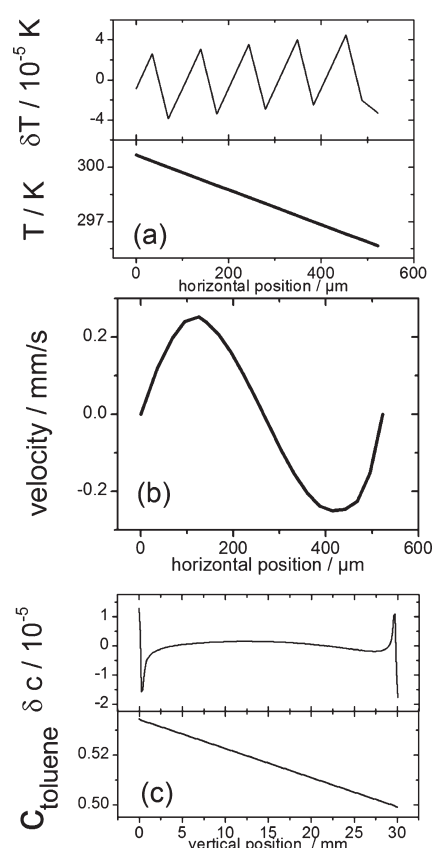 4
0
-4
δT / 10⁻⁵ K
300
297
T / K
(a)
0 200 400 600
horizontal position / µm
0.2
0.0
-0.2
velocity / mm/s
(b)
0 200 400 600
horizontal position / µm
1
0
-1
-2
δ c / 10⁻⁵
0.52
0.50
C toluene
(c)
0 5 10 15 20 25 30
vertical position / mm